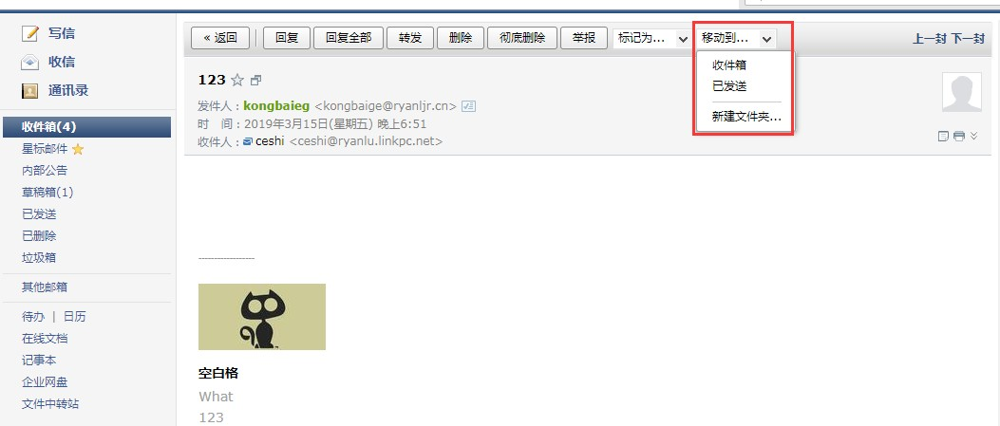 写信
收信
通讯录
收件箱(4)
星标邮件
内部公告
草稿箱(1)
已发送
已删除
垃圾箱
其他邮箱
待办 | 日历
在线文档
记事本
企业网盘
文件中转站
« 返回 回复 回复全部 转发 删除 彻底删除 举报 标记为... 移动到... 上一封 下一封
收件箱
已发送
新建文件夹...
123
发件人：kongbaieg <kongbaige@ryanljr.cn>
时　间：2019年3月15日(星期五) 晚上6:51
收件人：ceshi <ceshi@ryanlu.linkpc.net>
------------------
空白格
What
123